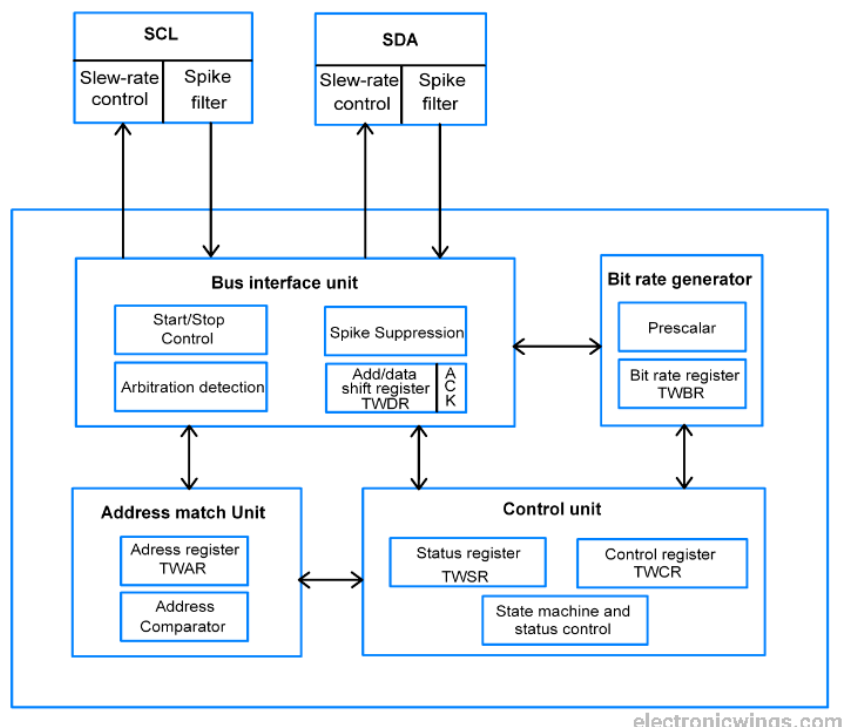 SCL
Slew-rate
control
Spike
filter
SDA
Slew-rate
control
Spike
filter
Bus interface unit
Start/Stop
Control
Spike Suppression
Arbitration detection
Add/data
shift register
TWDR
A
C
K
Bit rate generator
Prescalar
Bit rate register
TWBR
Address match Unit
Adress register
TWAR
Address
Comparator
Control unit
Status register
TWSR
Control register
TWCR
State machine and
status control
electronicwings.com